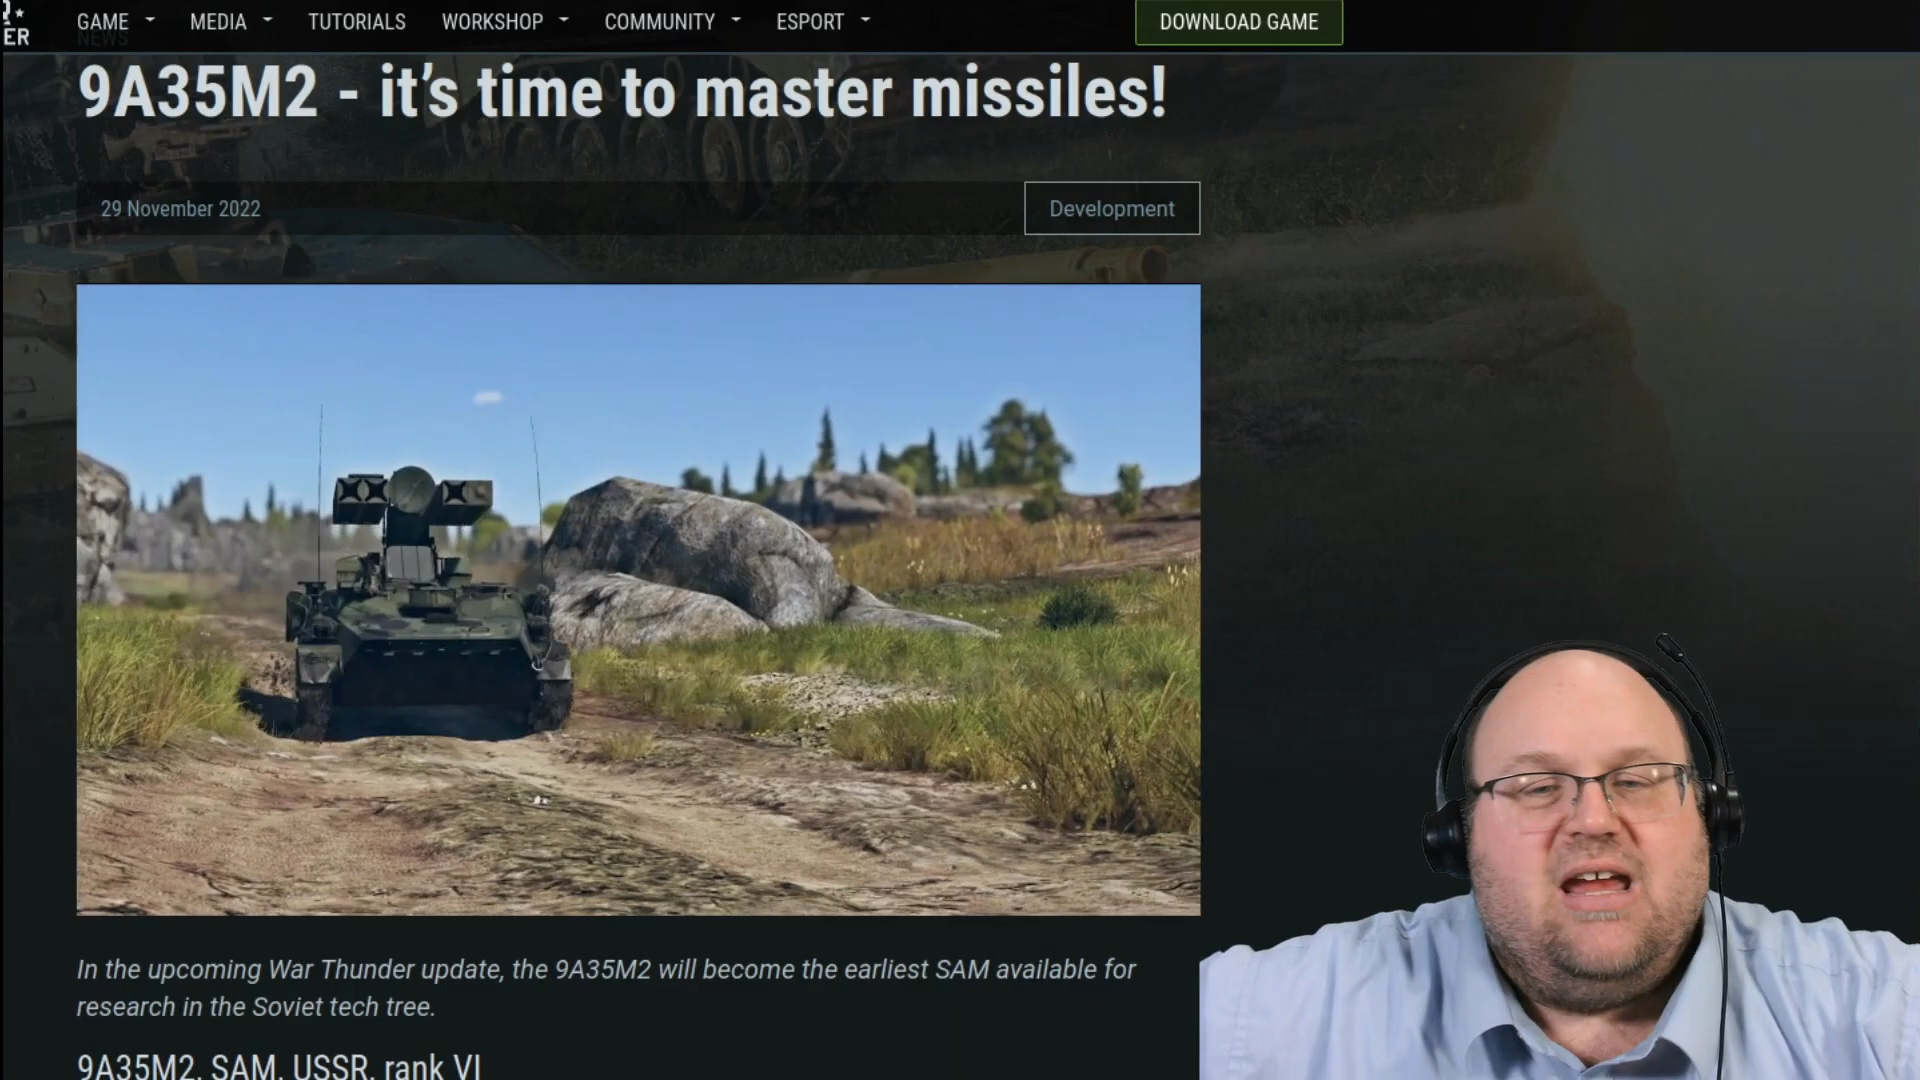 ER
GAME
MEDIA
TUTORIALS
WORKSHOP
COMMUNITY
ESPORT
DOWNLOAD GAME
NEWS
9A35M2 - it’s time to master missiles!
29 November 2022
Development
In the upcoming War Thunder update, the 9A35M2 will become the earliest SAM available for
research in the Soviet tech tree.
9A35M2, SAM, USSR, rank VI